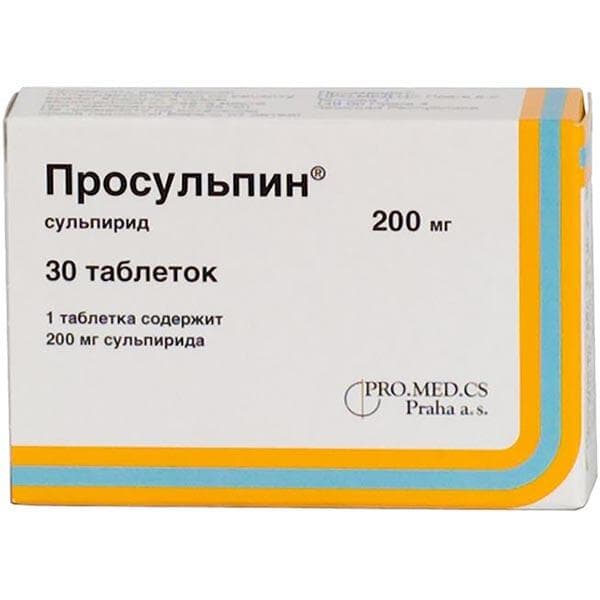 Просульпин®
сульпирид
200 мг
30 таблеток
1 таблетка содержит
200 мг сульпирида
PRO.MED.CS
Praha a.s.